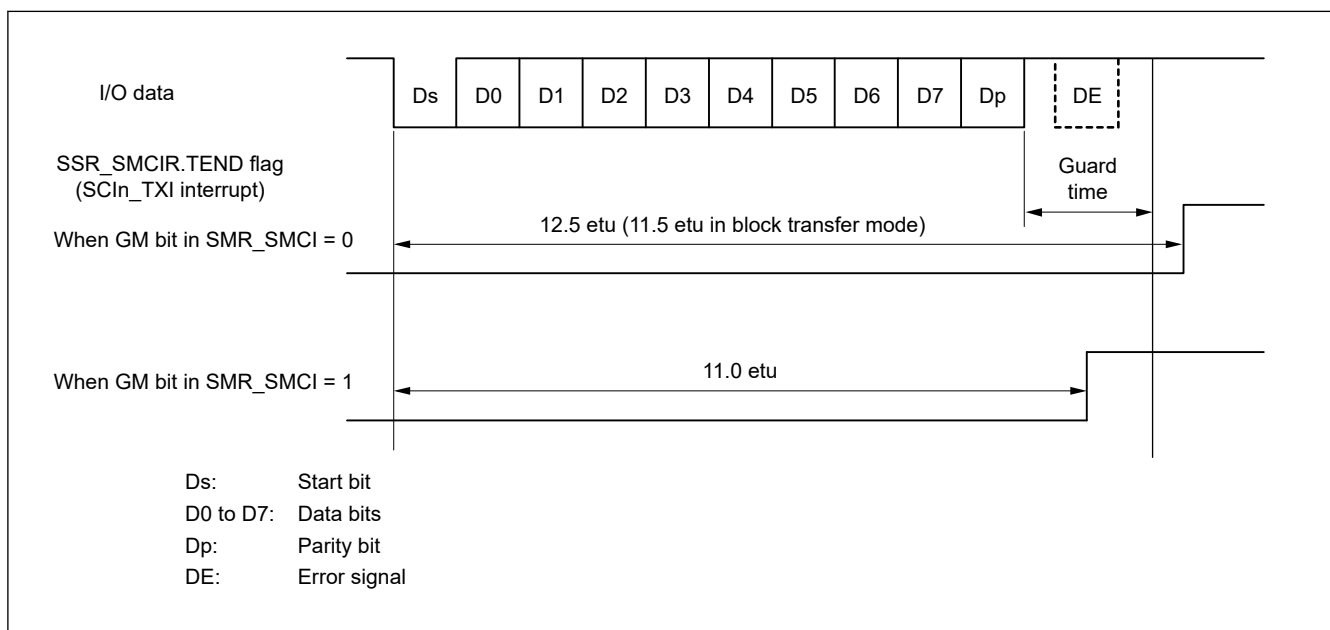 I/O data
Ds D0 D1 D2 D3 D4 D5 D6 D7 Dp DE
SSR_SMCIR.TEND flag
(SCIn_TXI interrupt)
Guard
time
12.5 etu (11.5 etu in block transfer mode)
When GM bit in SMR_SMCI = 0
11.0 etu
When GM bit in SMR_SMCI = 1
Ds: Start bit
D0 to D7: Data bits
Dp: Parity bit
DE: Error signal